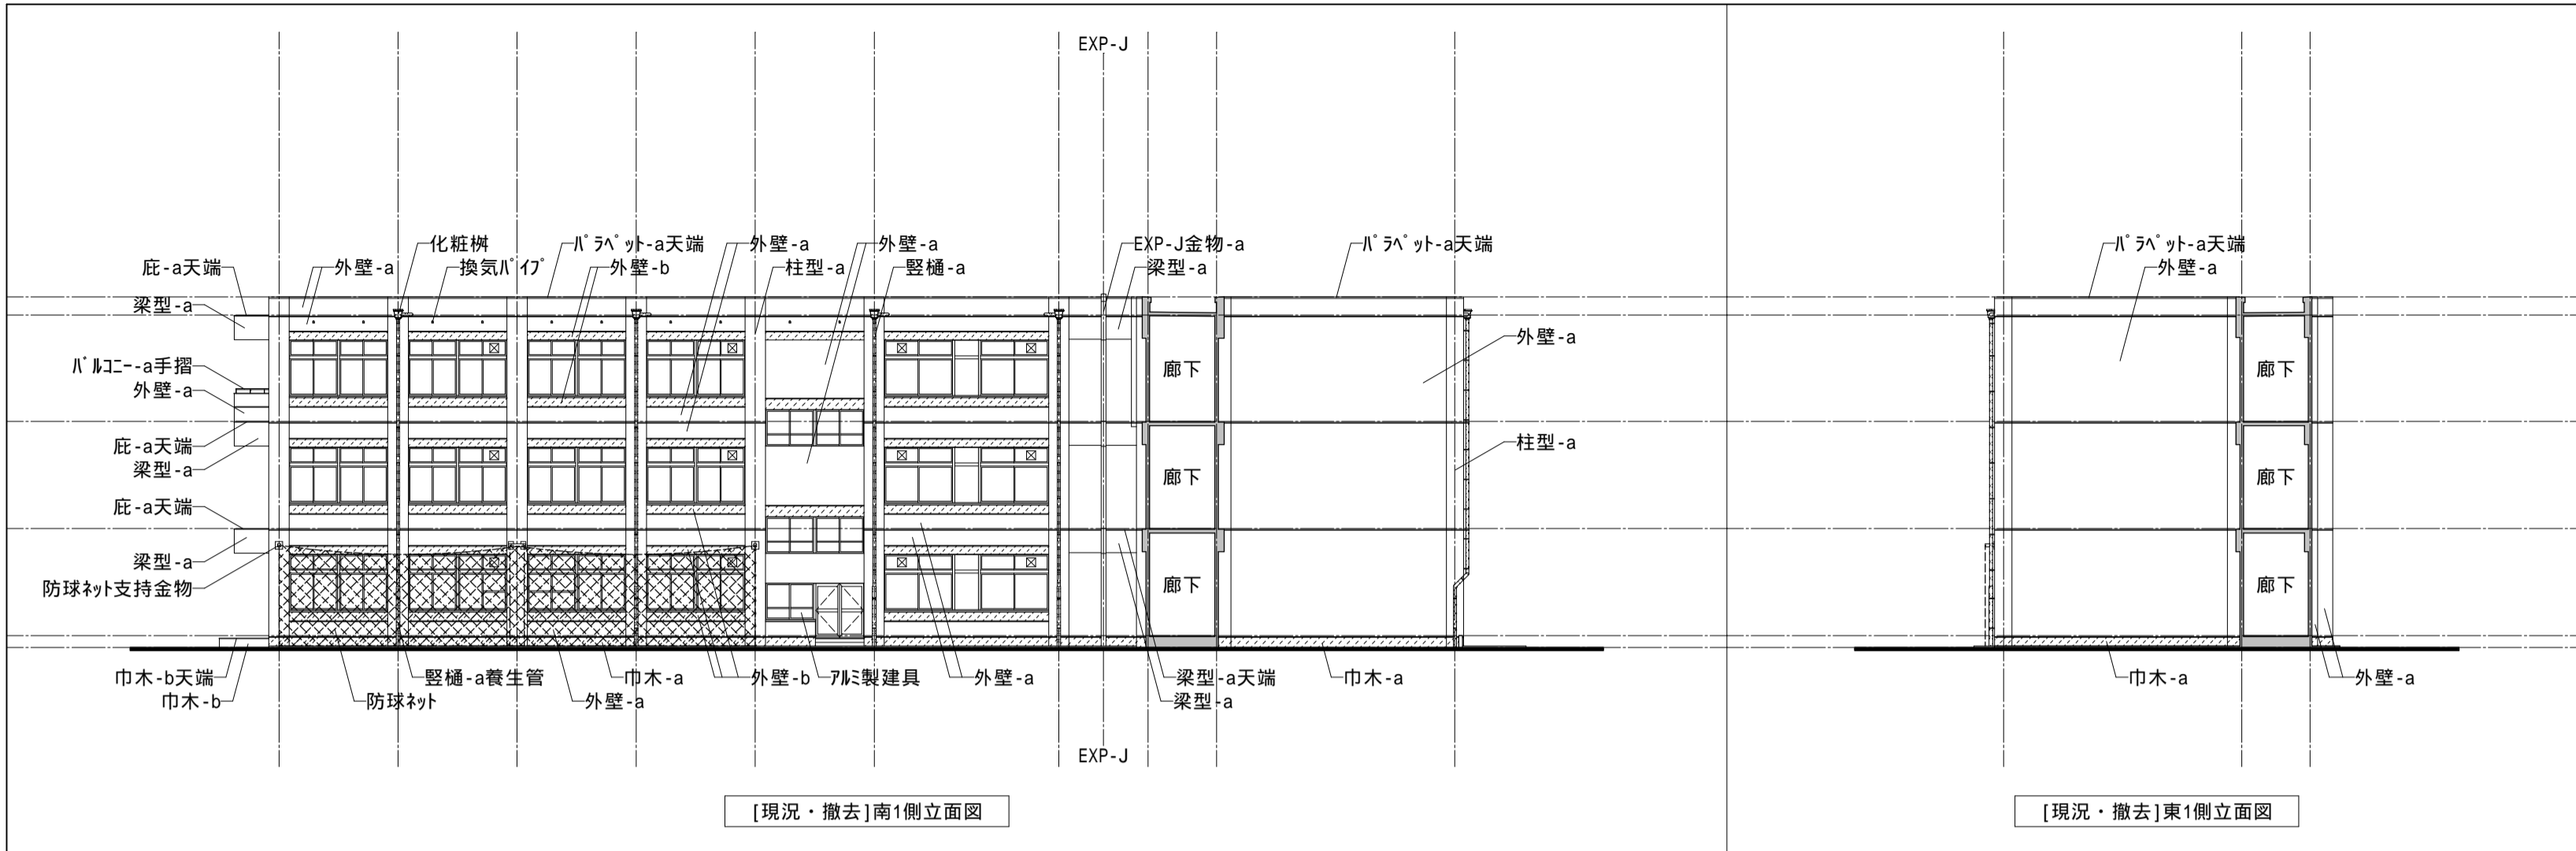 EXP-J
化粧桝
パラペット-a天端
外壁-a
外壁-a
EXP-J金物-a
パラペット-a天端
パラペット-a天端
庇-a天端
外壁-a
換気パイプ
外壁-b
柱型-a
竪樋-a
梁型-a
外壁-a
梁型-a
外壁-a
バルコニー-a手摺
廊下
廊下
外壁-a
庇-a天端
柱型-a
梁型-a
廊下
廊下
庇-a天端
梁型-a
防球ネット支持金物
廊下
廊下
巾木-b天端
竪樋-a養生管
巾木-a
外壁-b
アルミ製建具
外壁-a
梁型-a天端
巾木-a
巾木-a
外壁-a
巾木-b
防球ネット
外壁-a
梁型-a
EXP-J
[現況・撤去]南1側立面図
[現況・撤去]東1側立面図